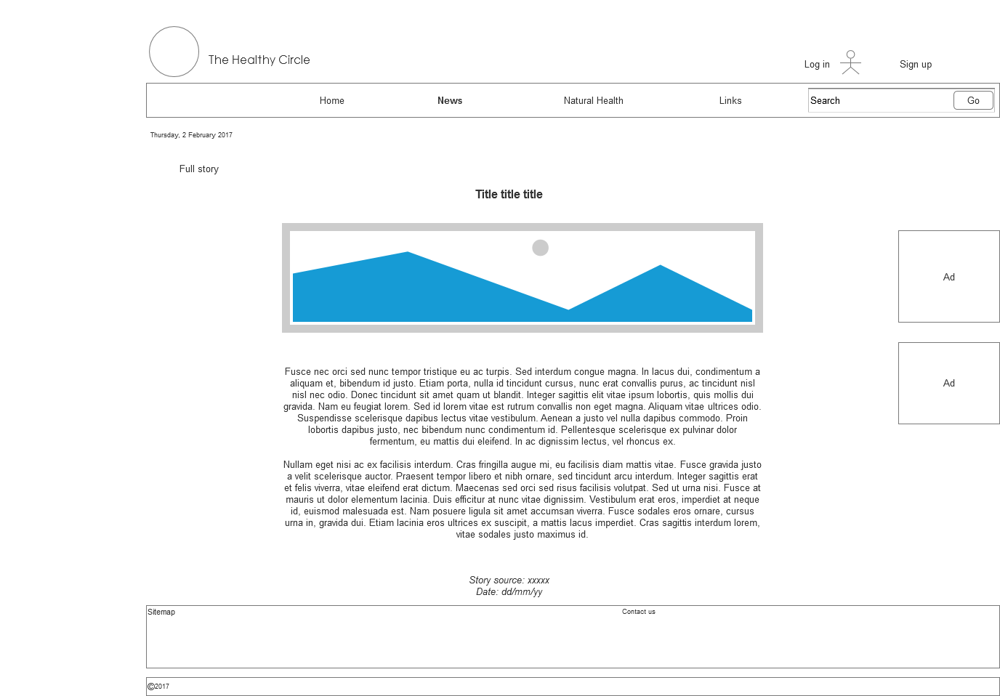 The Healthy Circle
Log in
Sign up
Home
News
Natural Health
Links
Search
Go
Thursday, 2 February 2017
Full story
Title title title
Ad
Ad
Fusce nec orci sed nunc tempor tristique eu ac turpis. Sed interdum congue magna. In lacus dui, condimentum a
aliquam et, bibendum id justo. Etiam porta, nulla id tincidunt cursus, nunc erat convallis purus, ac tincidunt nisl
nisl nec odio. Donec tincidunt sit amet quam ut blandit. Integer sagittis elit vitae ipsum lobortis, quis mollis dui
gravida. Nam eu feugiat lorem. Sed id lorem vitae est rutrum convallis non eget magna. Aliquam vitae ultrices odio.
Suspendisse scelerisque dapibus lectus vitae vestibulum. Aenean a justo vel nulla dapibus commodo. Proin
lobortis dapibus justo, nec bibendum nunc condimentum id. Pellentesque scelerisque ex pulvinar dolor
fermentum, eu mattis dui eleifend. In ac dignissim lectus, vel rhoncus ex.
Nullam eget nisi ac ex facilisis interdum. Cras fringilla augue mi, eu facilisis diam mattis vitae. Fusce gravida justo
a velit scelerisque auctor. Praesent tempor libero et nibh ornare, sed tincidunt arcu interdum. Integer sagittis erat
et felis viverra, vitae eleifend erat dictum. Maecenas sed orci sed risus facilisis volutpat. Sed ut urna nisi. Fusce at
mauris ut dolor elementum lacinia. Duis efficitur at nunc vitae dignissim. Vestibulum erat eros, imperdiet at neque
id, euismod malesuada est. Nam posuere ligula sit amet accumsan viverra. Fusce sodales eros ornare, cursus
urna in, gravida dui. Etiam lacinia eros ultrices ex suscipit, a mattis lacus imperdiet. Cras sagittis interdum lorem,
vitae sodales justo maximus id.
Story source: xxxxx
Date: dd/mm/yy
Sitemap
Contact us
©2017